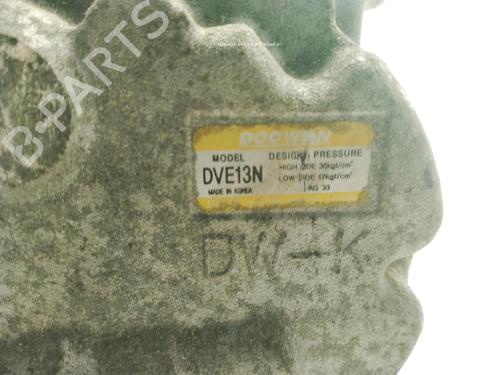 DOOWON
MODEL
DVE13N
MADE IN KOREA
DESIGN PRESSURE
HIGH SIDE 36kgf/cm²
LOW SIDE 17kgf/cm²
PAG 30
DW-K
B-PARTS